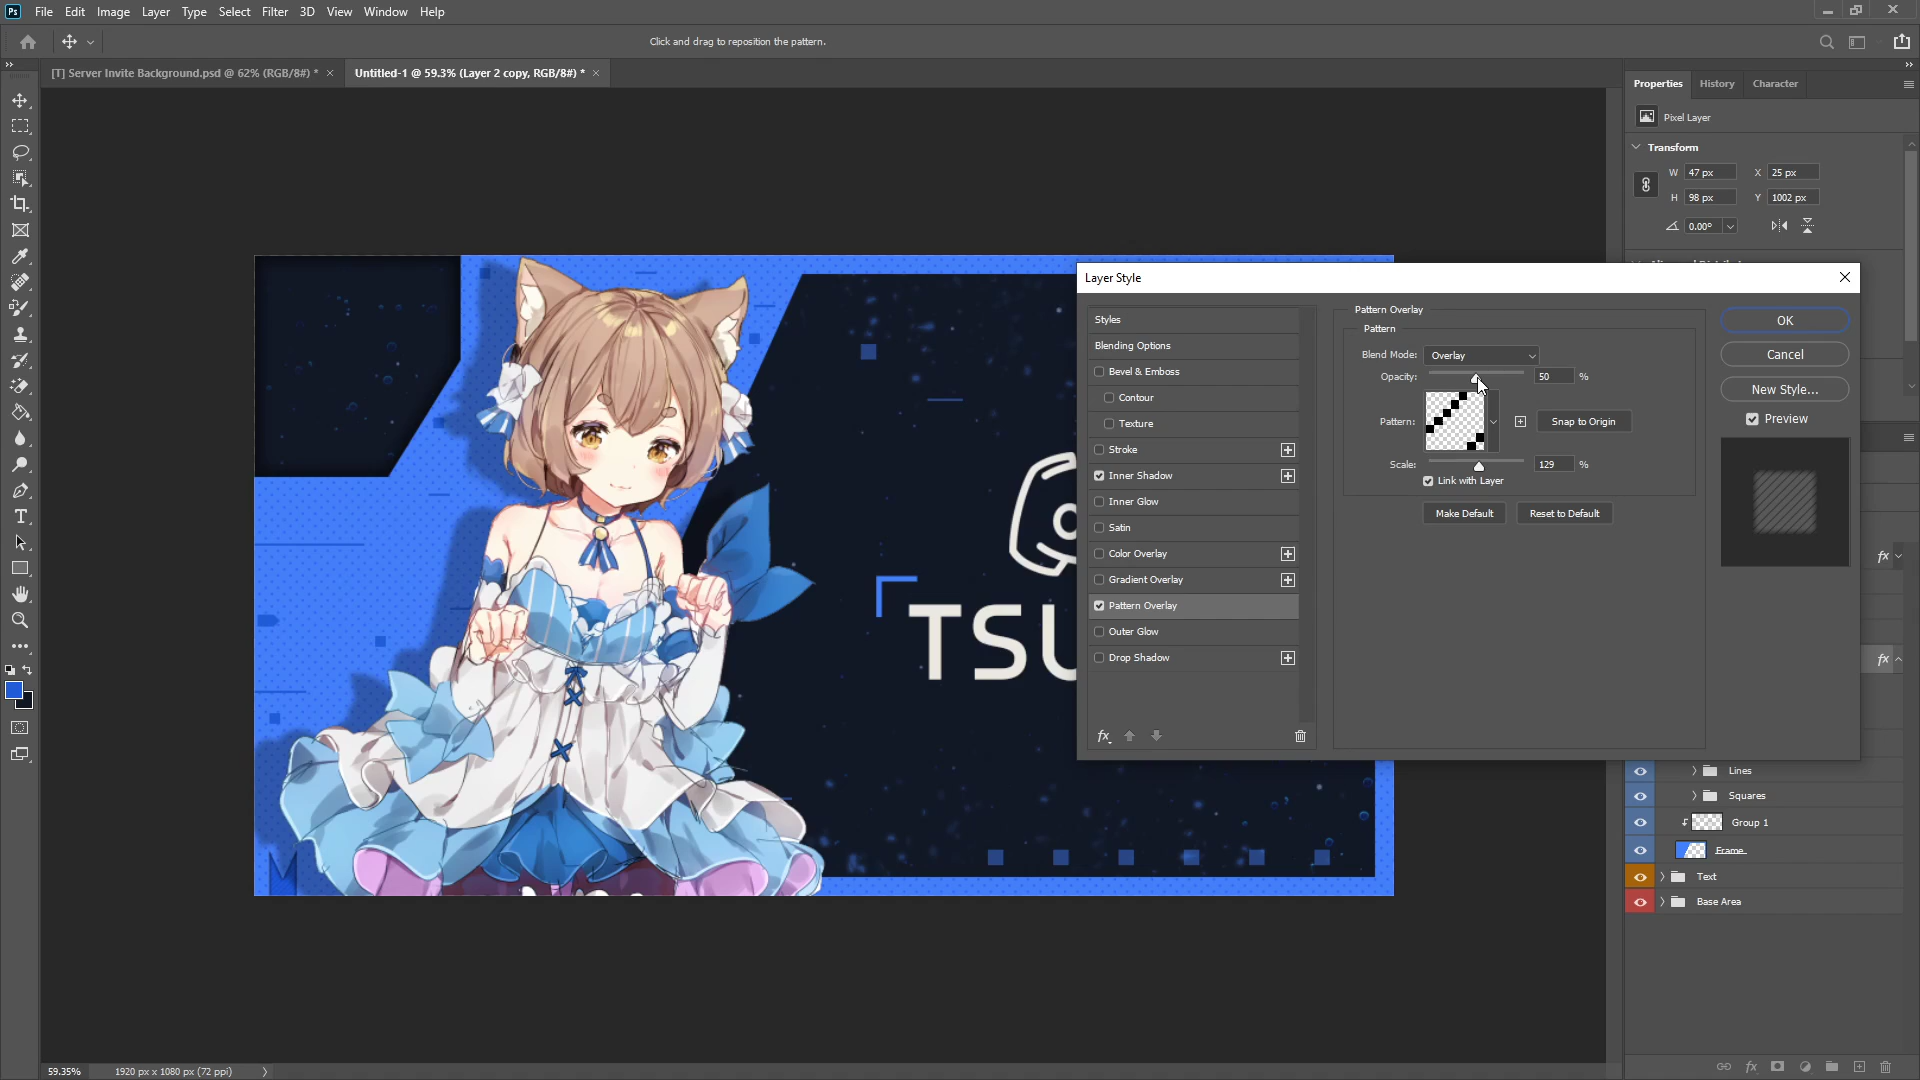 Ps File Edit Image Layer Type Select Filter 3D View Window Help
Click and drag to reposition the pattern.
[T] Server Invite Background.psd @ 62% (RGB/8#) *
Untitled-1 @ 59.3% (Layer 2 copy, RGB/8#) *
Properties History Character
Pixel Layer
Transform
W 47 px X 25 px
H 98 px Y 1002 px
0.00°
TSU
Layer Style
Styles
Blending Options
Bevel & Emboss
Contour
Texture
Stroke
Inner Shadow
Inner Glow
Satin
Color Overlay
Gradient Overlay
Pattern Overlay
Outer Glow
Drop Shadow
fx
Pattern Overlay
Pattern
Blend Mode: Overlay
Opacity: 50 %
Pattern: Snap to Origin
Scale: 129 %
Link with Layer
Make Default Reset to Default
OK
Cancel
New Style...
Preview
fx
fx
Lines
Squares
Group 1
Frame
Text
Base Area
fx
59.35% 1920 px x 1080 px (72 ppi)